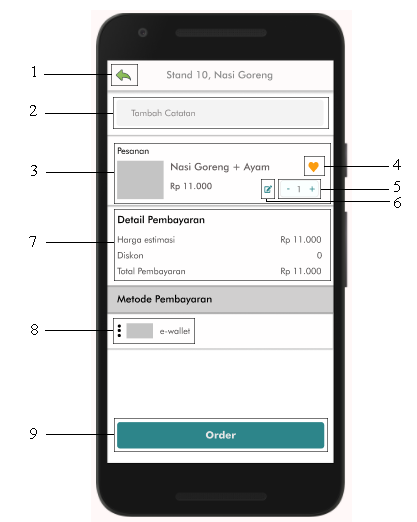 1
Stand 10, Nasi Goreng
2
Tambah Catatan
Pesanan
3
Nasi Goreng + Ayam
4
Rp 11.000
- 1 +
5
6
Detail Pembayaran
7
Harga estimasi Rp 11.000
Diskon 0
Total Pembayaran Rp 11.000
Metode Pembayaran
8
e-wallet
9
Order